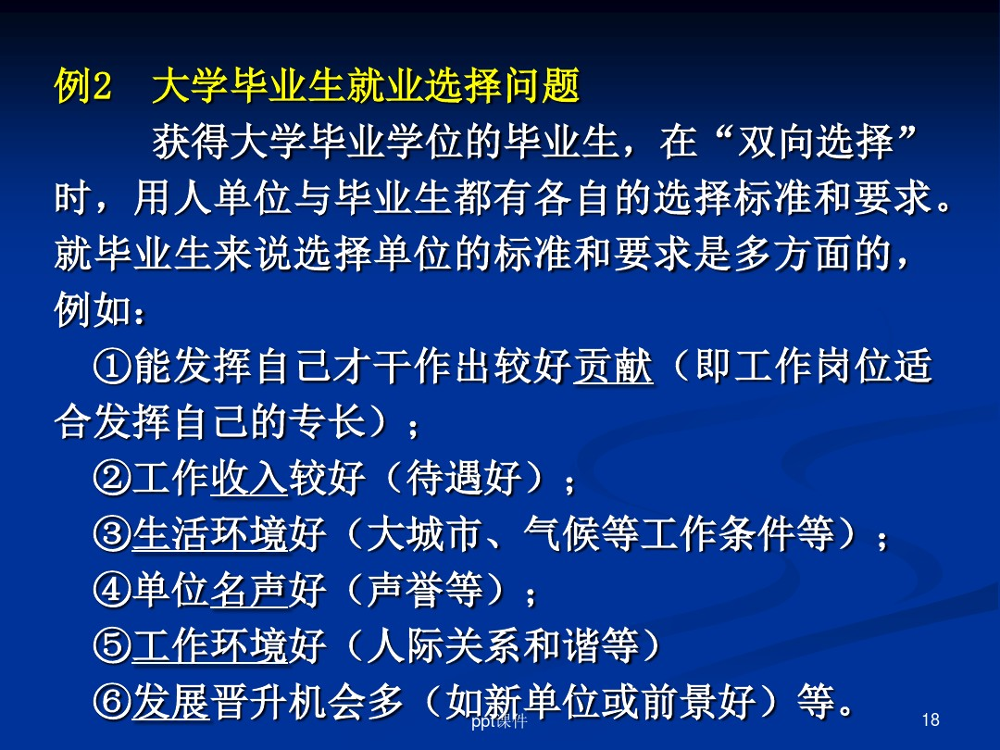 例2　大学毕业生就业选择问题
获得大学毕业学位的毕业生，在“双向选择”
时，用人单位与毕业生都有各自的选择标准和要求。
就毕业生来说选择单位的标准和要求是多方面的，
例如：
①能发挥自己才干作出较好贡献（即工作岗位适
合发挥自己的专长）；
②工作收入较好（待遇好）；
③生活环境好（大城市、气候等工作条件等）；
④单位名声好（声誉等）；
⑤工作环境好（人际关系和谐等）
⑥发展晋升机会多（如新单位或前景好）等。
ppt课件
18